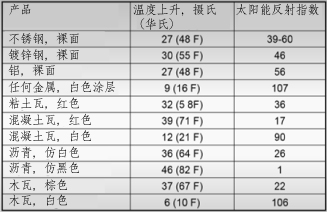 产品 温度上升，摄氏（华氏） 太阳能反射指数
不锈钢，裸面 27 (48 F) 39-60
镀锌钢，裸面 30 (55 F) 46
铝，裸面 27 (48 F) 56
任何金属，白色涂层 9 (16 F) 107
粘土瓦，红色 32 (5 8F) 36
混凝土瓦，红色 39 (71 F) 17
混凝土瓦，白色 12 (21 F) 90
沥青，仿白色 36 (64 F) 26
沥青，仿黑色 46 (82 F) 1
木瓦，棕色 37 (67 F) 22
木瓦，白色 6 (10 F) 106